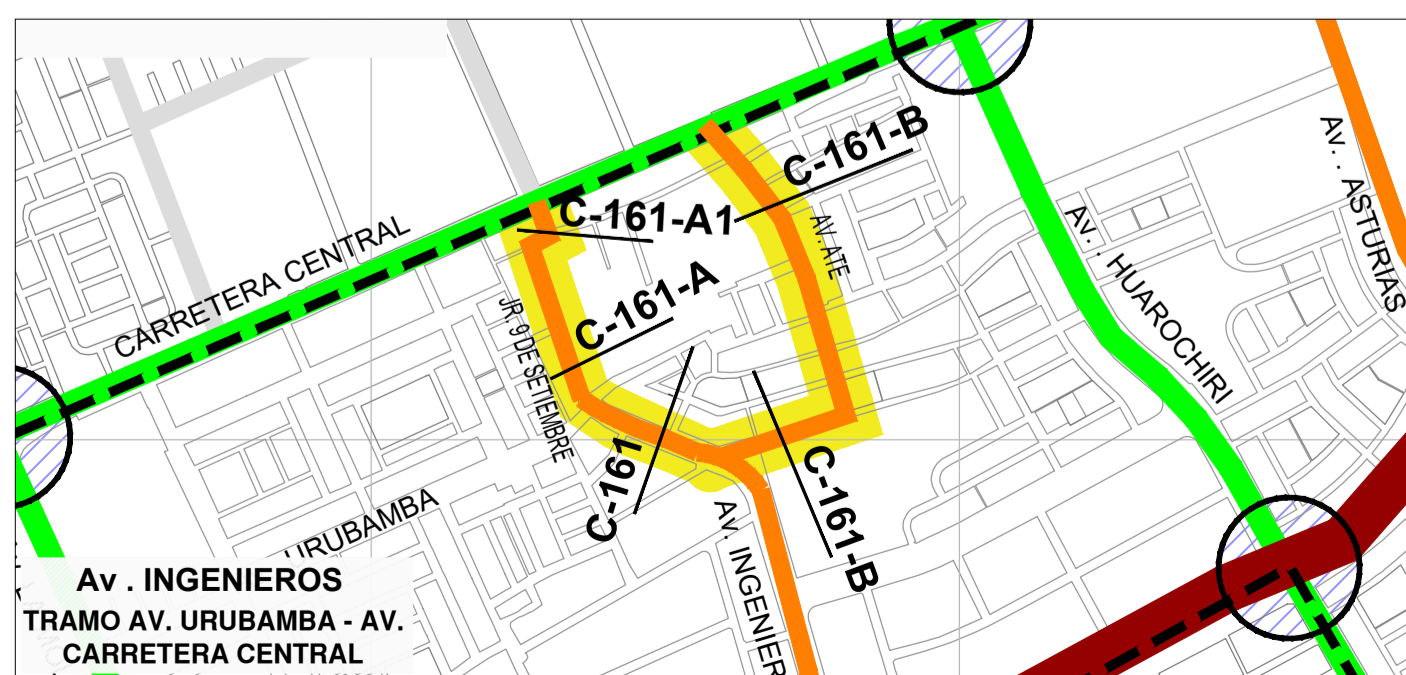 C-161-B
Av. . ASTURIAS
C-161-A1
AV. ATE
Av. . HUAROCHIRI
CARRETERA CENTRAL
C-161-A
JR. 9 DE SETIEMBRE
C-161
C-161-B
URUBAMBA
Av. INGENIER
Av . INGENIEROS
TRAMO AV. URUBAMBA - AV.
CARRETERA CENTRAL